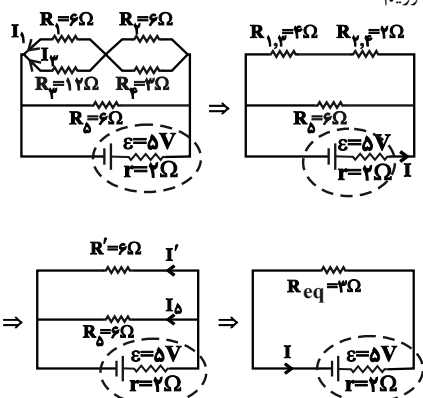 R₁=۶Ω R₂=۶Ω
I₁
I₃
R₃=۱۲Ω R₄=۳Ω
R₅=۶Ω
ε=۵V
r=۲Ω
⇒
R₁,₃=۴Ω R₂,₄=۲Ω
R₅=۶Ω
ε=۵V
r=۲Ω
I
⇒
R'=۶Ω I'
I₅
R₅=۶Ω
ε=۵V
r=۲Ω
⇒
Req=۳Ω
I
ε=۵V
r=۲Ω